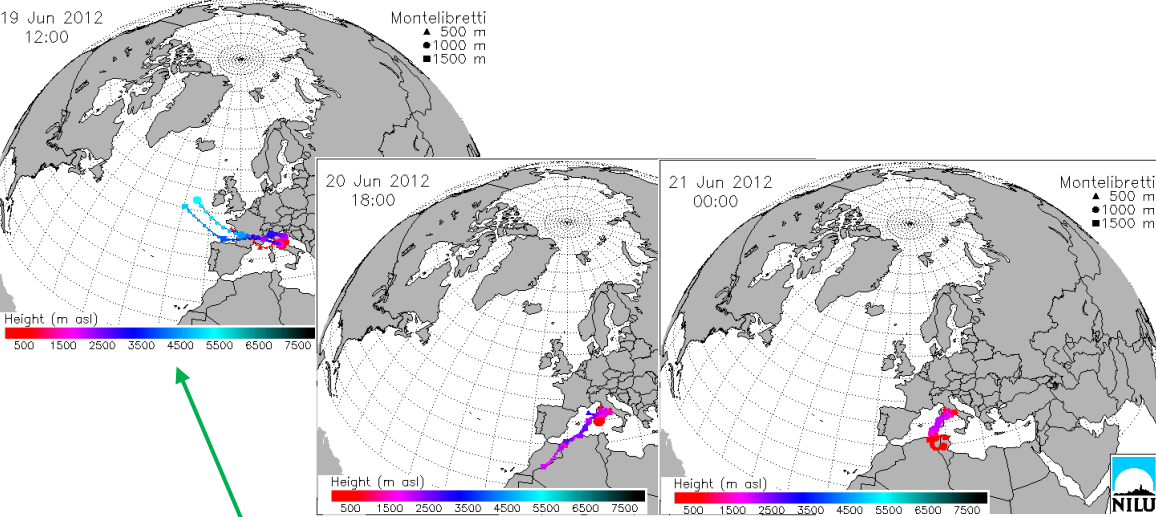 19 Jun 2012
12:00
Montelibretti
▲ 500 m
●1000 m
■1500 m
Height (m asl)
500 1500 2500 3500 4500 5500 6500 7500
20 Jun 2012
18:00
Height (m asl)
500 1500 2500 3500 4500 5500 6500 7500
21 Jun 2012
00:00
Montelibretti
▲ 500 m
●1000 m
■1500 m
Height (m asl)
500 1500 2500 3500 4500 5500 6500 7500
NILU